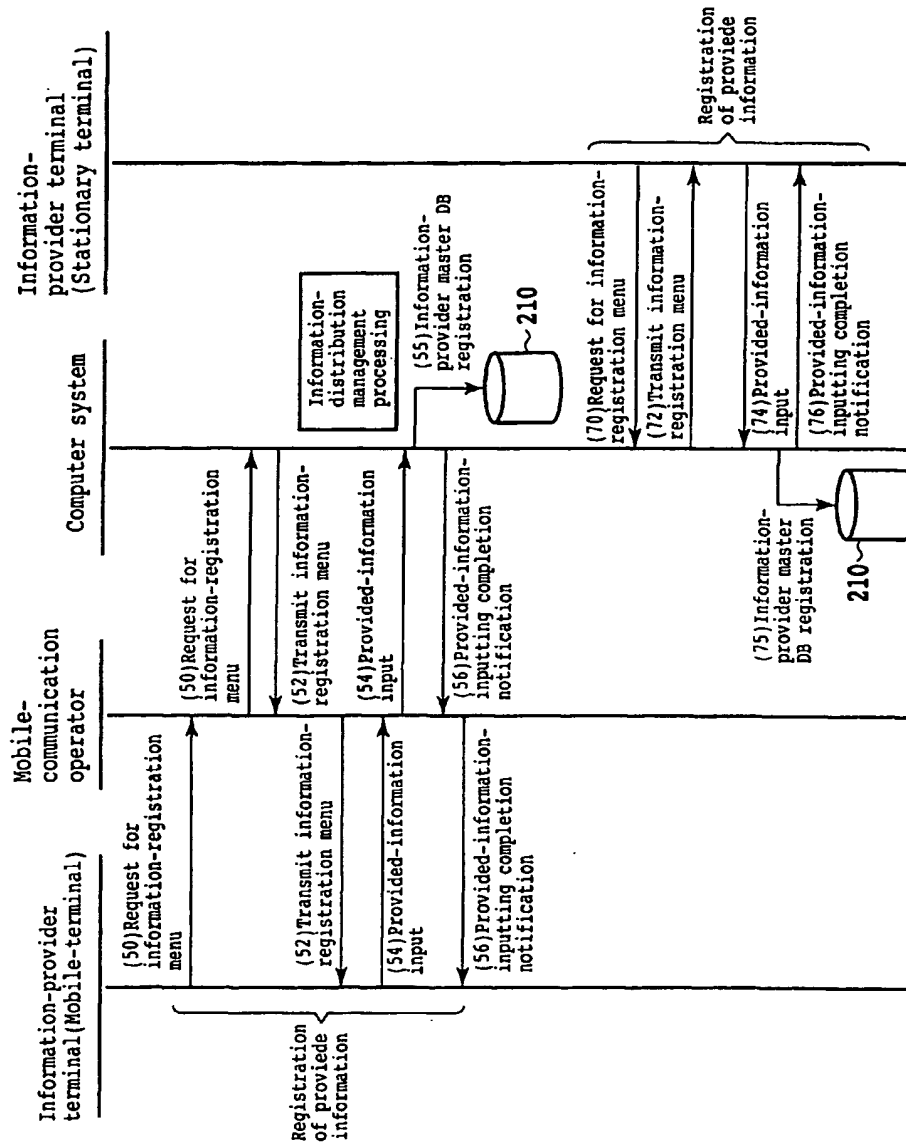 Information-provider
terminal(Mobile-terminal)
Mobile-
communication
operator
Computer system
Information-
provider terminal
(Stationary terminal)
(50)Request for
information-registration
menu
(50)Request for
information-registration
menu
(52)Transmit information-
registration menu
(52)Transmit information-
registration menu
Information-
distribution
management
processing
(54)Provided-information
input
(54)Provided-information
input
(55)Information-
provider master DB
registration
210
(56)Provided-information-
inputting completion
notification
(56)Provided-information-
inputting completion
notification
Registration
of providede
information
(70)Request for information-
registration menu
(72)Transmit information-
registration menu
(74)Provided-information
input
(75)Information-
provider master
DB registration
210
(76)Provided-information-
inputting completion
notification
Registration
of providede
information